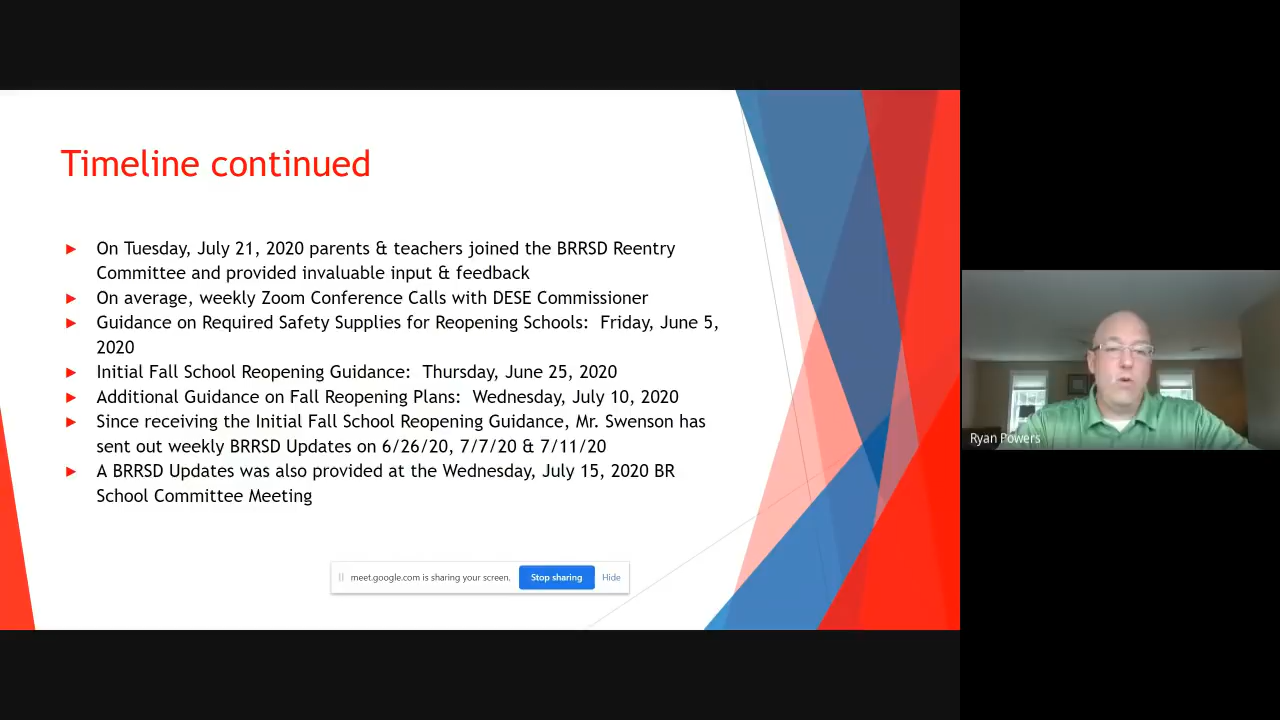 Timeline continued
On Tuesday, July 21, 2020 parents & teachers joined the BRRSD Reentry
Committee and provided invaluable input & feedback
On average, weekly Zoom Conference Calls with DESE Commissioner
Guidance on Required Safety Supplies for Reopening Schools:  Friday, June 5,
2020
Initial Fall School Reopening Guidance:  Thursday, June 25, 2020
Additional Guidance on Fall Reopening Plans:  Wednesday, July 10, 2020
Since receiving the Initial Fall School Reopening Guidance, Mr. Swenson has
sent out weekly BRRSD Updates on 6/26/20, 7/7/20 & 7/11/20
A BRRSD Updates was also provided at the Wednesday, July 15, 2020 BR
School Committee Meeting
meet.google.com is sharing your screen. Stop sharing Hide
Ryan Powers